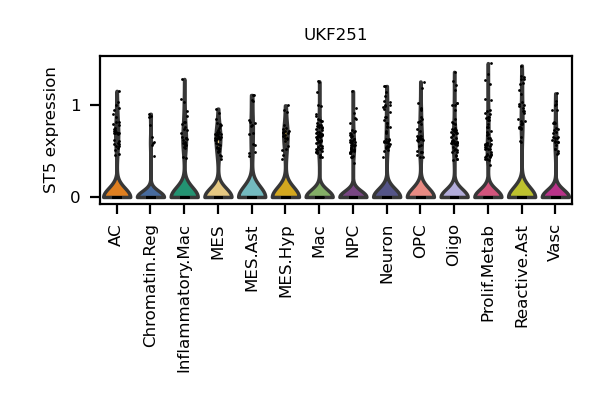 UKF251
ST5 expression
1
0
AC
Chromatin.Reg
Inflammatory.Mac
MES
MES.Ast
MES.Hyp
Mac
NPC
Neuron
OPC
Oligo
Prolif.Metab
Reactive.Ast
Vasc